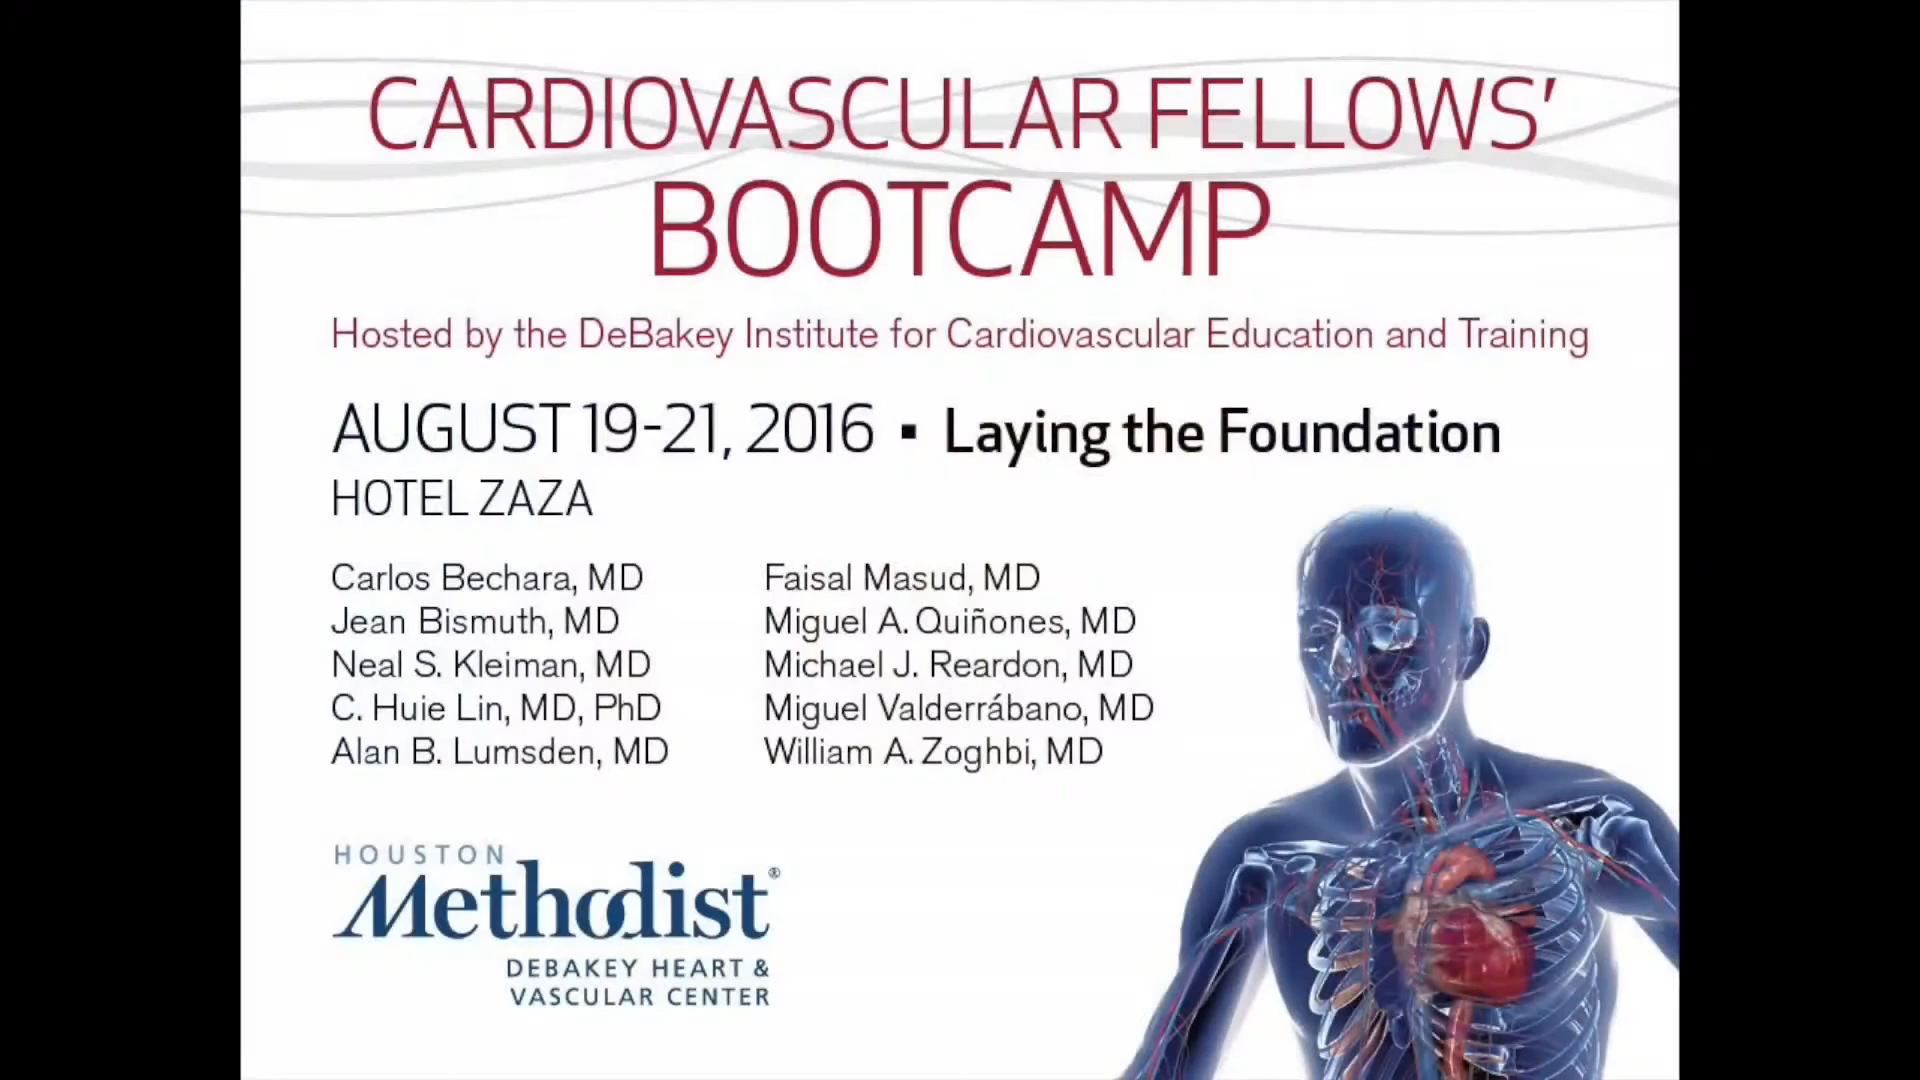 CARDIOVASCULAR FELLOWS'
BOOTCAMP
Hosted by the DeBakey Institute for Cardiovascular Education and Training
AUGUST 19-21, 2016 ▪ Laying the Foundation
HOTEL ZAZA
Carlos Bechara, MD
Jean Bismuth, MD
Neal S. Kleiman, MD
C. Huie Lin, MD, PhD
Alan B. Lumsden, MD
Faisal Masud, MD
Miguel A. Quiñones, MD
Michael J. Reardon, MD
Miguel Valderrábano, MD
William A. Zoghbi, MD
HOUSTON
Methodist®
DEBAKEY HEART &
VASCULAR CENTER